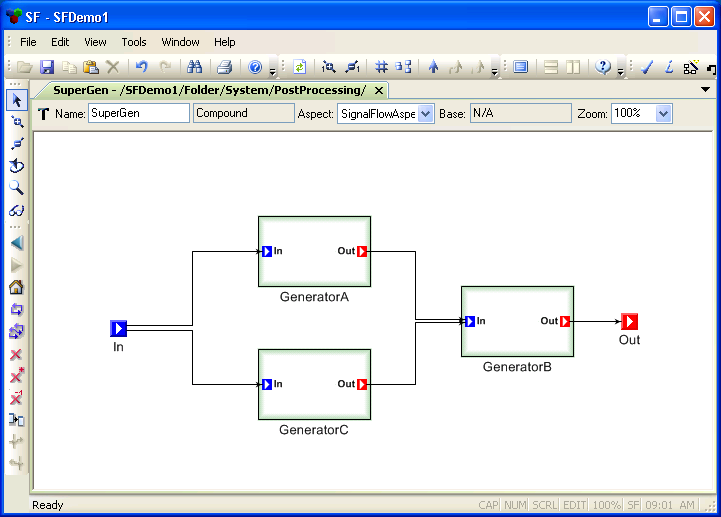 SF - SFDemo1
File Edit View Tools Window Help
SuperGen - /SFDemo1/Folder/System/PostProcessing/
T Name: SuperGen Compound Aspect: SignalFlowAspe Base: N/A Zoom: 100%
In Out
GeneratorA
In Out
In
GeneratorB
Out
In Out
GeneratorC
Ready CAP NUM SCRL EDIT 100% SF 09:01 AM